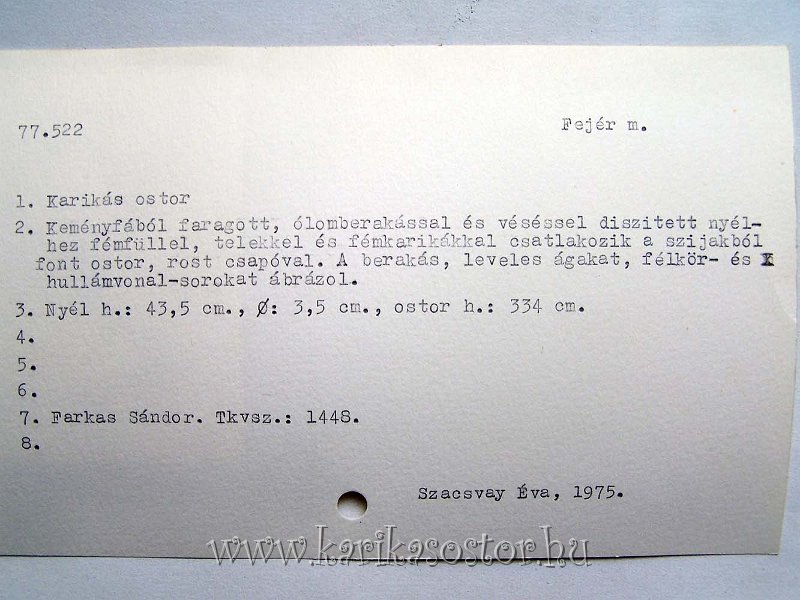 77.522 Fejér m.
1. Karikás ostor
2. Keményfából faragott, ólomberakással és véséssel diszitett nyél-
hez fémfüllel, telekkel és fémkarikákkal csatlakozik a szijakból
font ostor, rost csapóval. A berakás, leveles ágakat, félkör- és
hullámvonal-sorokat ábrázol.
3. Nyél h.: 43,5 cm., Ø: 3,5 cm., ostor h.: 334 cm.
4.
5.
6.
7. Farkas Sándor. Tkvsz.: 1448.
8.
Szacsvay Éva, 1975.
www.karikasostor.hu